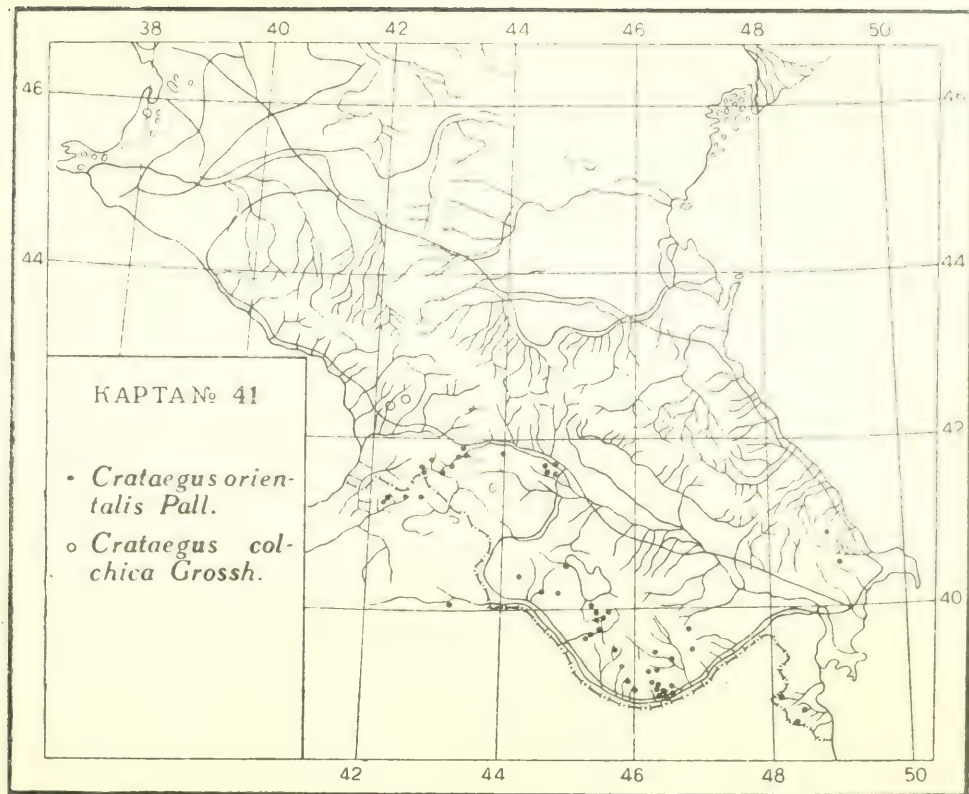 38 40 42 44 46 48 50
46
44 44
КАРТА № 41
42
• Crataegus orien-
talis Pall.
○ Crataegus col-
chica Grossh.
40
42 44 46 48 50